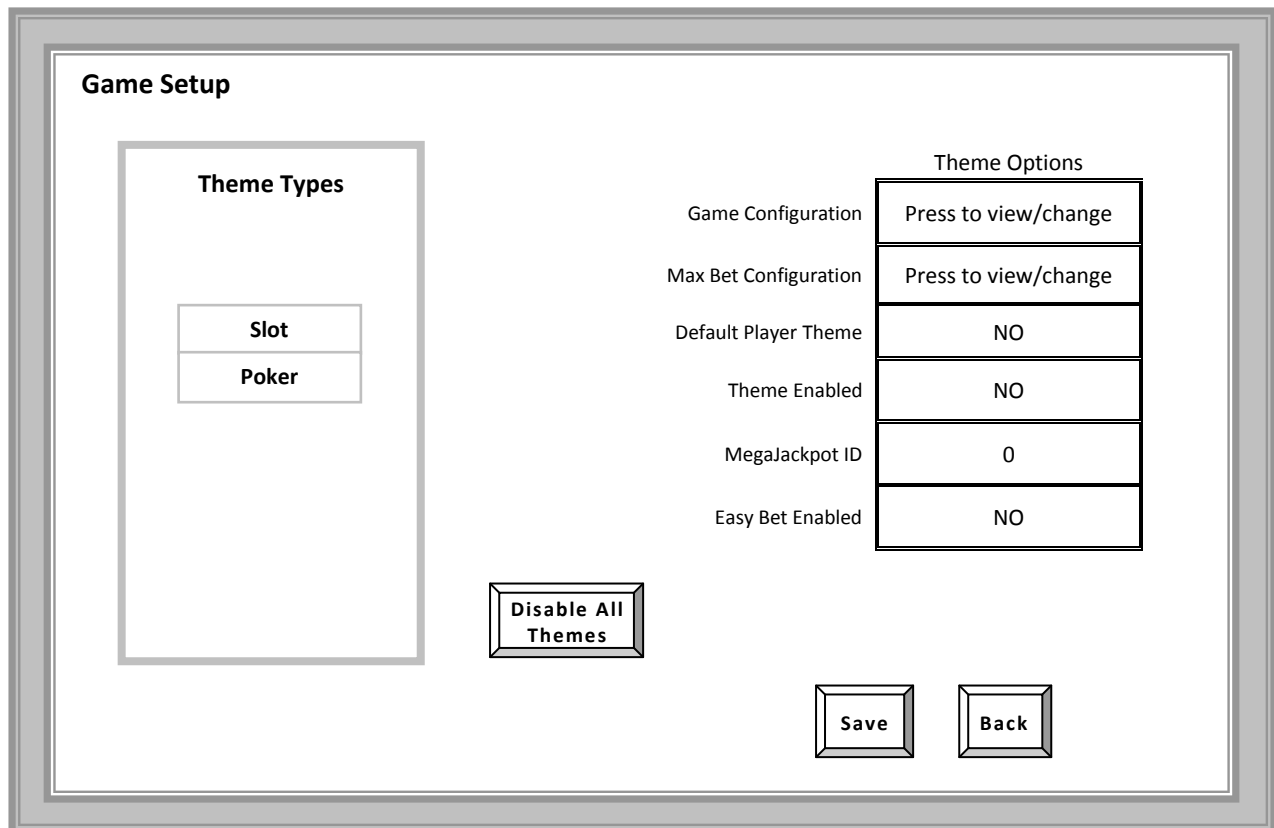 Game Setup
Theme Types
Slot
Poker
Theme Options
Game Configuration Press to view/change
Max Bet Configuration Press to view/change
Default Player Theme NO
Theme Enabled NO
MegaJackpot ID 0
Easy Bet Enabled NO
Disable All
Themes
Save Back